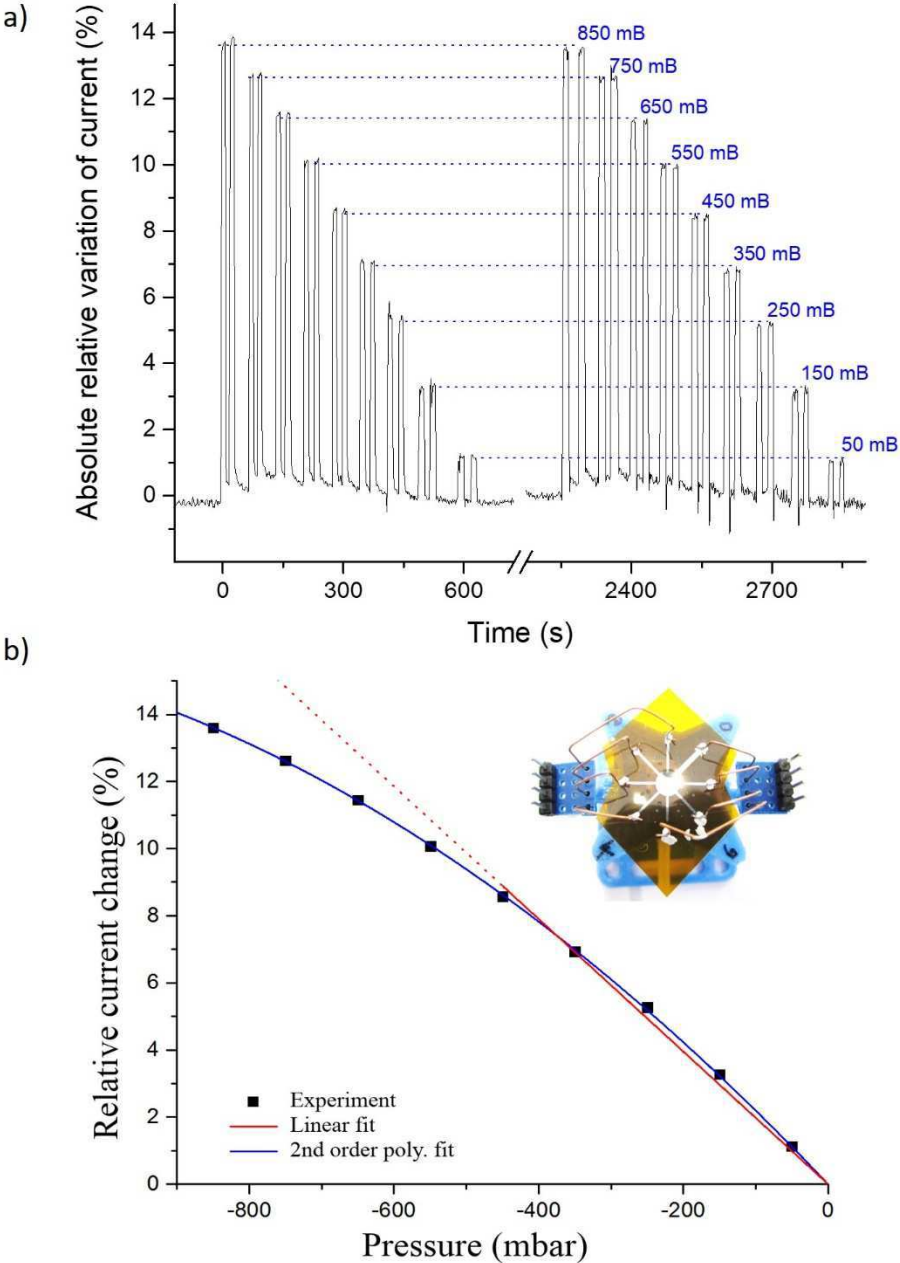 a)
Absolute relative variation of current (%)
14
12
10
8
6
4
2
0
850 mB
750 mB
650 mB
550 mB
450 mB
350 mB
250 mB
150 mB
50 mB
0 300 600 2400 2700
Time (s)
b)
Relative current change (%)
14
12
10
8
6
4
2
0
Experiment
Linear fit
2nd order poly. fit
-800 -600 -400 -200 0
Pressure (mbar)